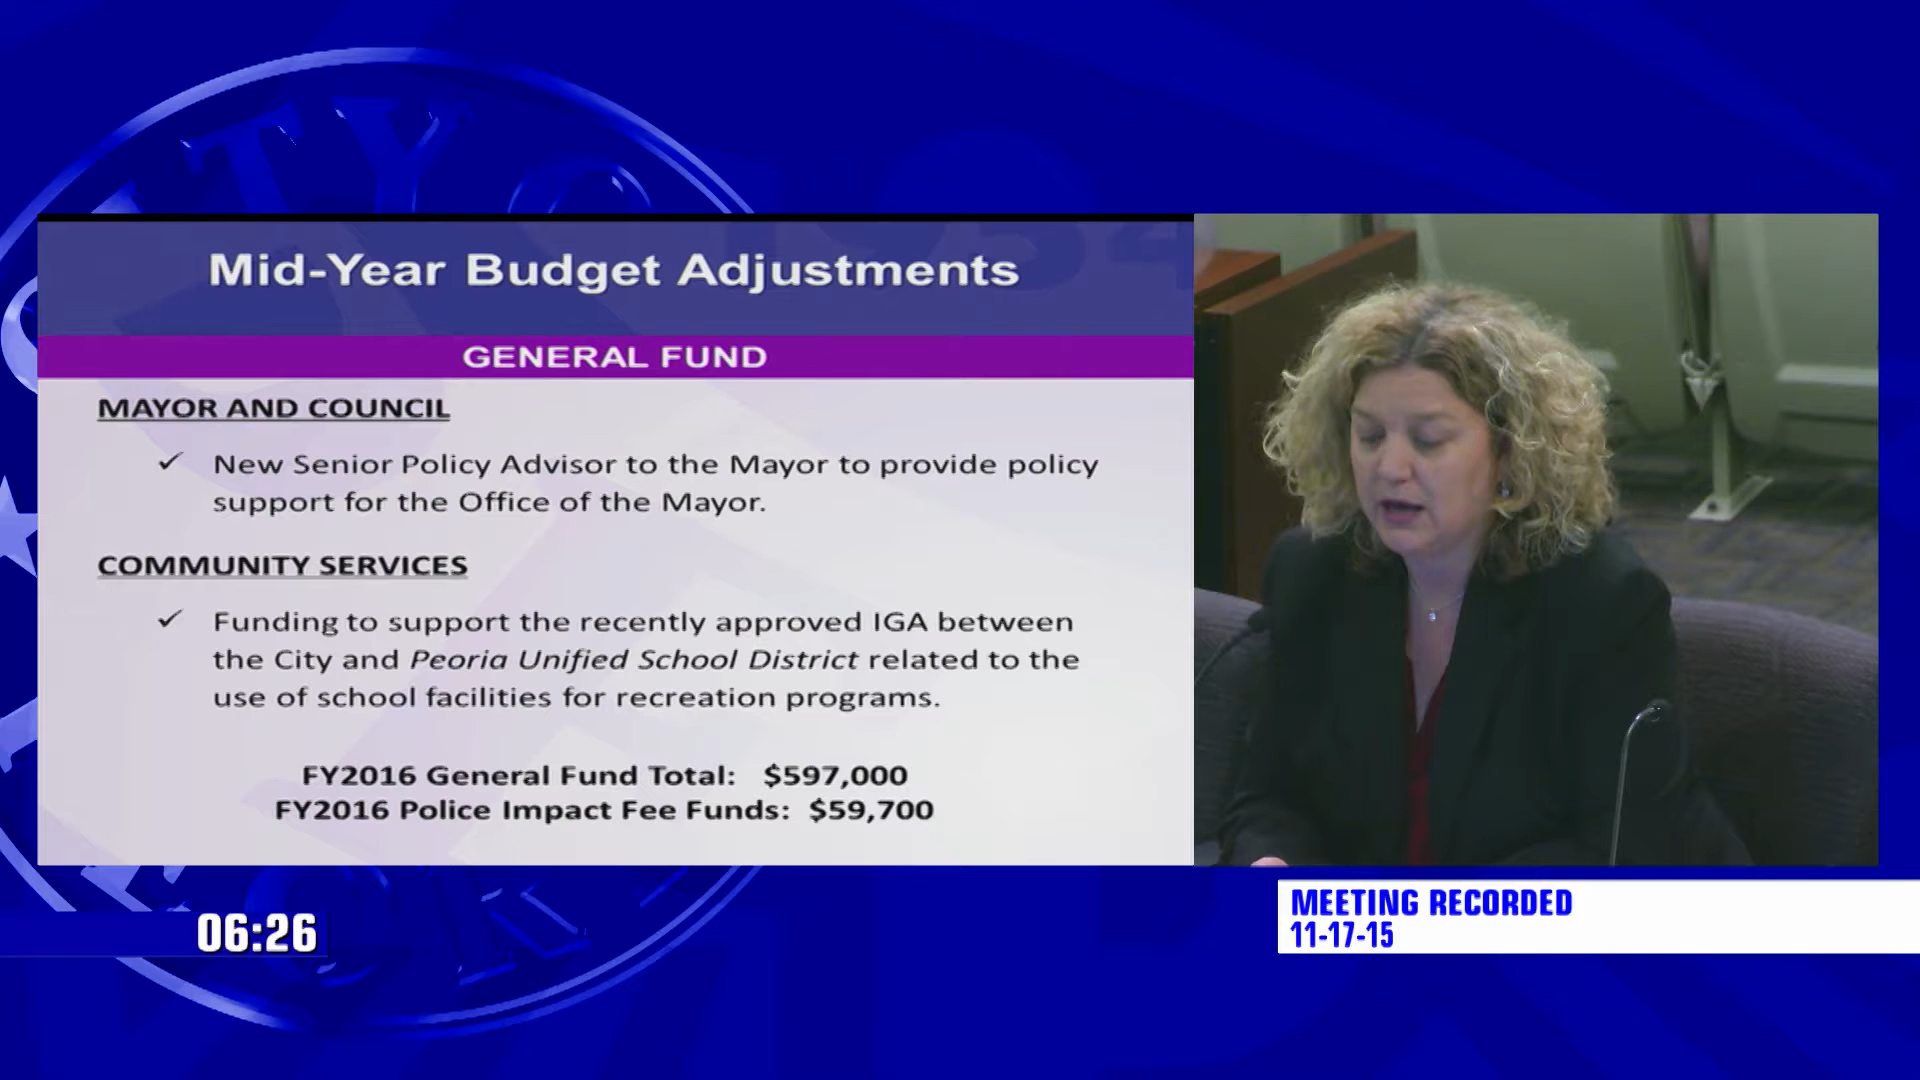 Mid-Year Budget Adjustments
GENERAL FUND
MAYOR AND COUNCIL
✓ New Senior Policy Advisor to the Mayor to provide policy
support for the Office of the Mayor.
COMMUNITY SERVICES
✓ Funding to support the recently approved IGA between
the City and Peoria Unified School District related to the
use of school facilities for recreation programs.
FY2016 General Fund Total: $597,000
FY2016 Police Impact Fee Funds: $59,700
06:26
MEETING RECORDED
11-17-15